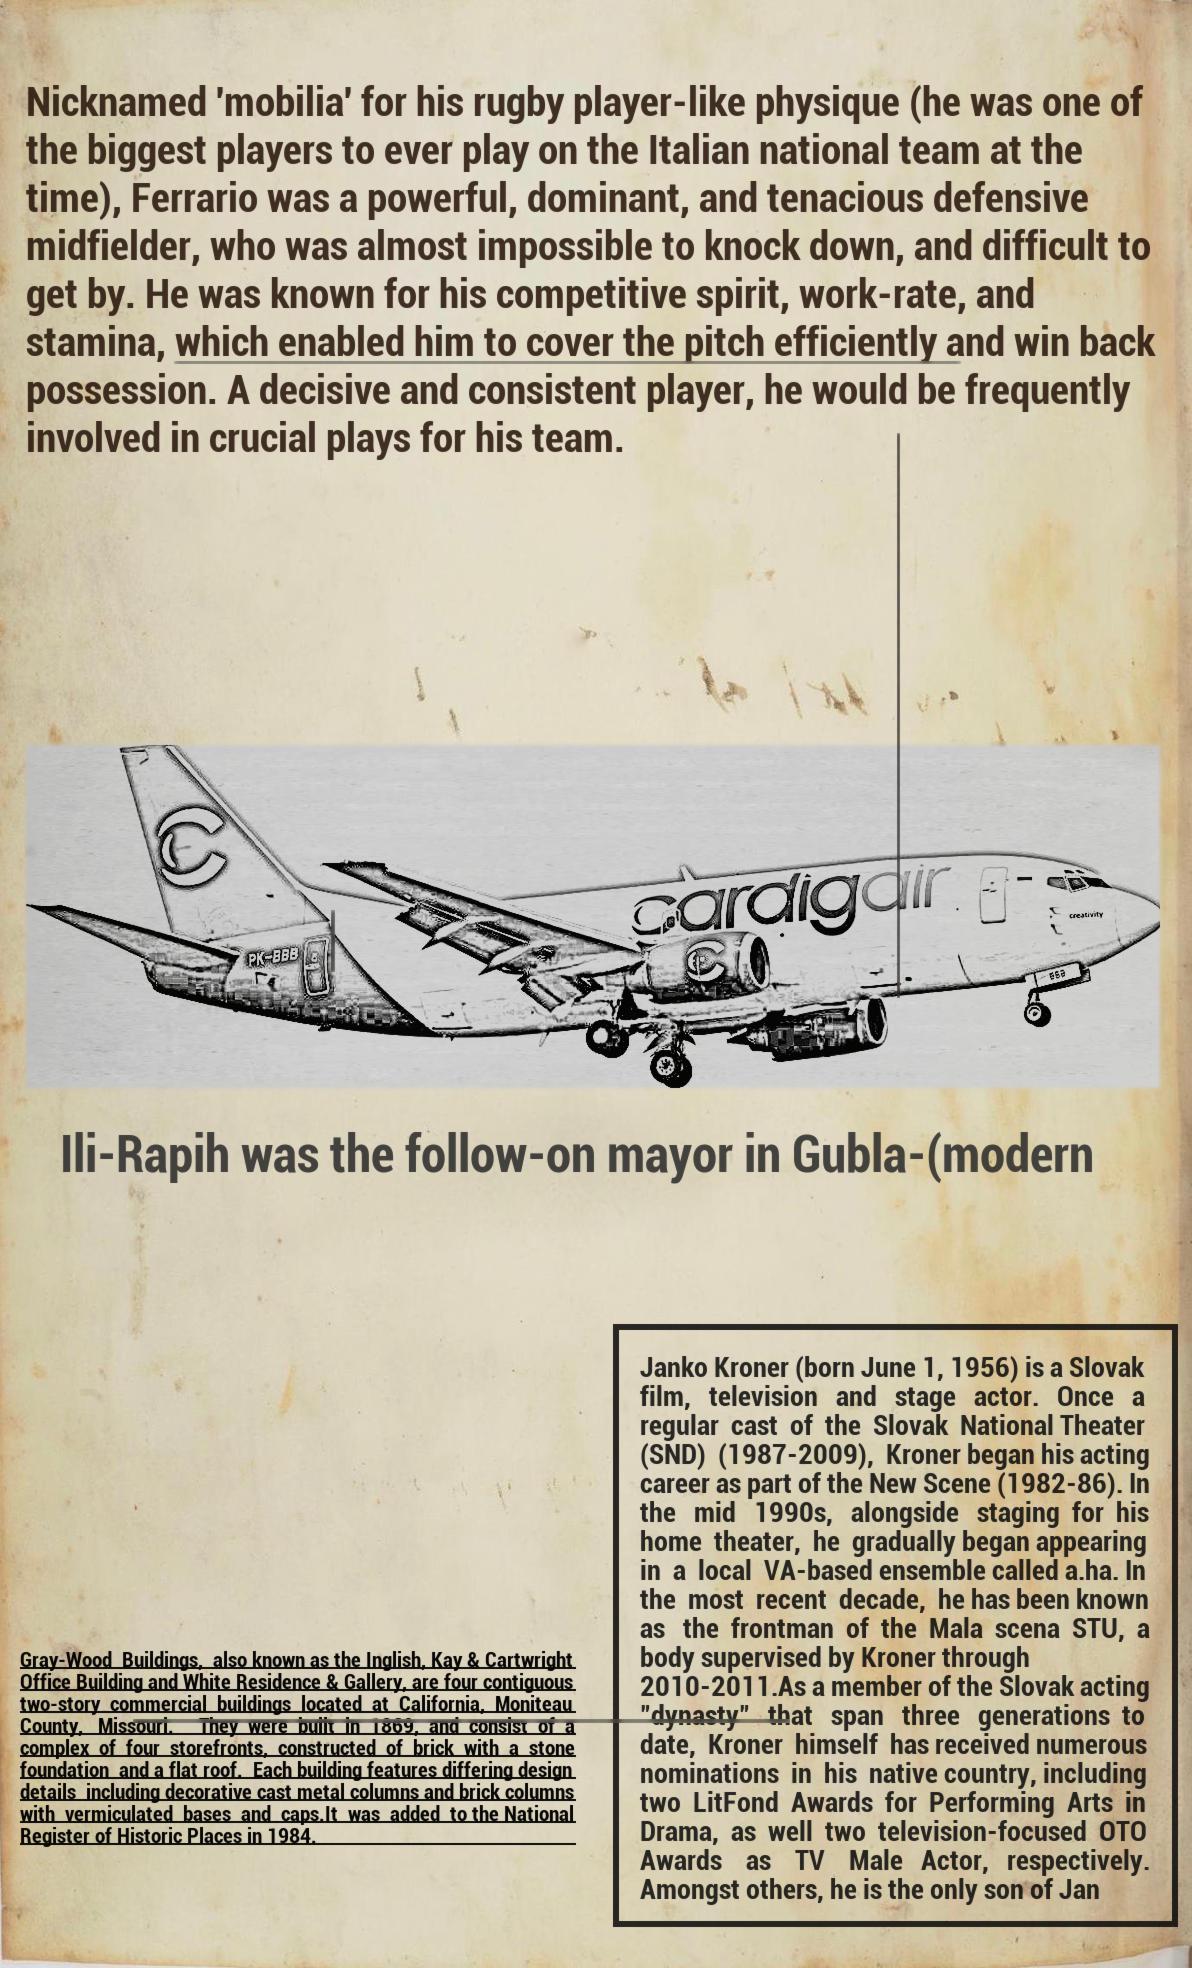 Nicknamed 'mobilia' for his rugby player-like physique (he was one of
the biggest players to ever play on the Italian national team at the
time), Ferrario was a powerful, dominant, and tenacious defensive
midfielder, who was almost impossible to knock down, and difficult to
get by. He was known for his competitive spirit, work-rate, and
stamina, which enabled him to cover the pitch efficiently and win back
possession. A decisive and consistent player, he would be frequently
involved in crucial plays for his team.
cardigair
creativity
PK-BBB
BBB
Ili-Rapih was the follow-on mayor in Gubla-(modern
Gray-Wood Buildings, also known as the Inglish, Kay & Cartwright
Office Building and White Residence & Gallery, are four contiguous
two-story commercial buildings located at California, Moniteau
County, Missouri. They were built in 1869, and consist of a
complex of four storefronts, constructed of brick with a stone
foundation and a flat roof. Each building features differing design
details including decorative cast metal columns and brick columns
with vermiculated bases and caps.It was added to the National
Register of Historic Places in 1984.
Janko Kroner (born June 1, 1956) is a Slovak
film, television and stage actor. Once a
regular cast of the Slovak National Theater
(SND) (1987-2009), Kroner began his acting
career as part of the New Scene (1982-86). In
the mid 1990s, alongside staging for his
home theater, he gradually began appearing
in a local VA-based ensemble called a.ha. In
the most recent decade, he has been known
as the frontman of the Mala scena STU, a
body supervised by Kroner through
2010-2011.As a member of the Slovak acting
"dynasty" that span three generations to
date, Kroner himself has received numerous
nominations in his native country, including
two LitFond Awards for Performing Arts in
Drama, as well two television-focused OTO
Awards as TV Male Actor, respectively.
Amongst others, he is the only son of Jan